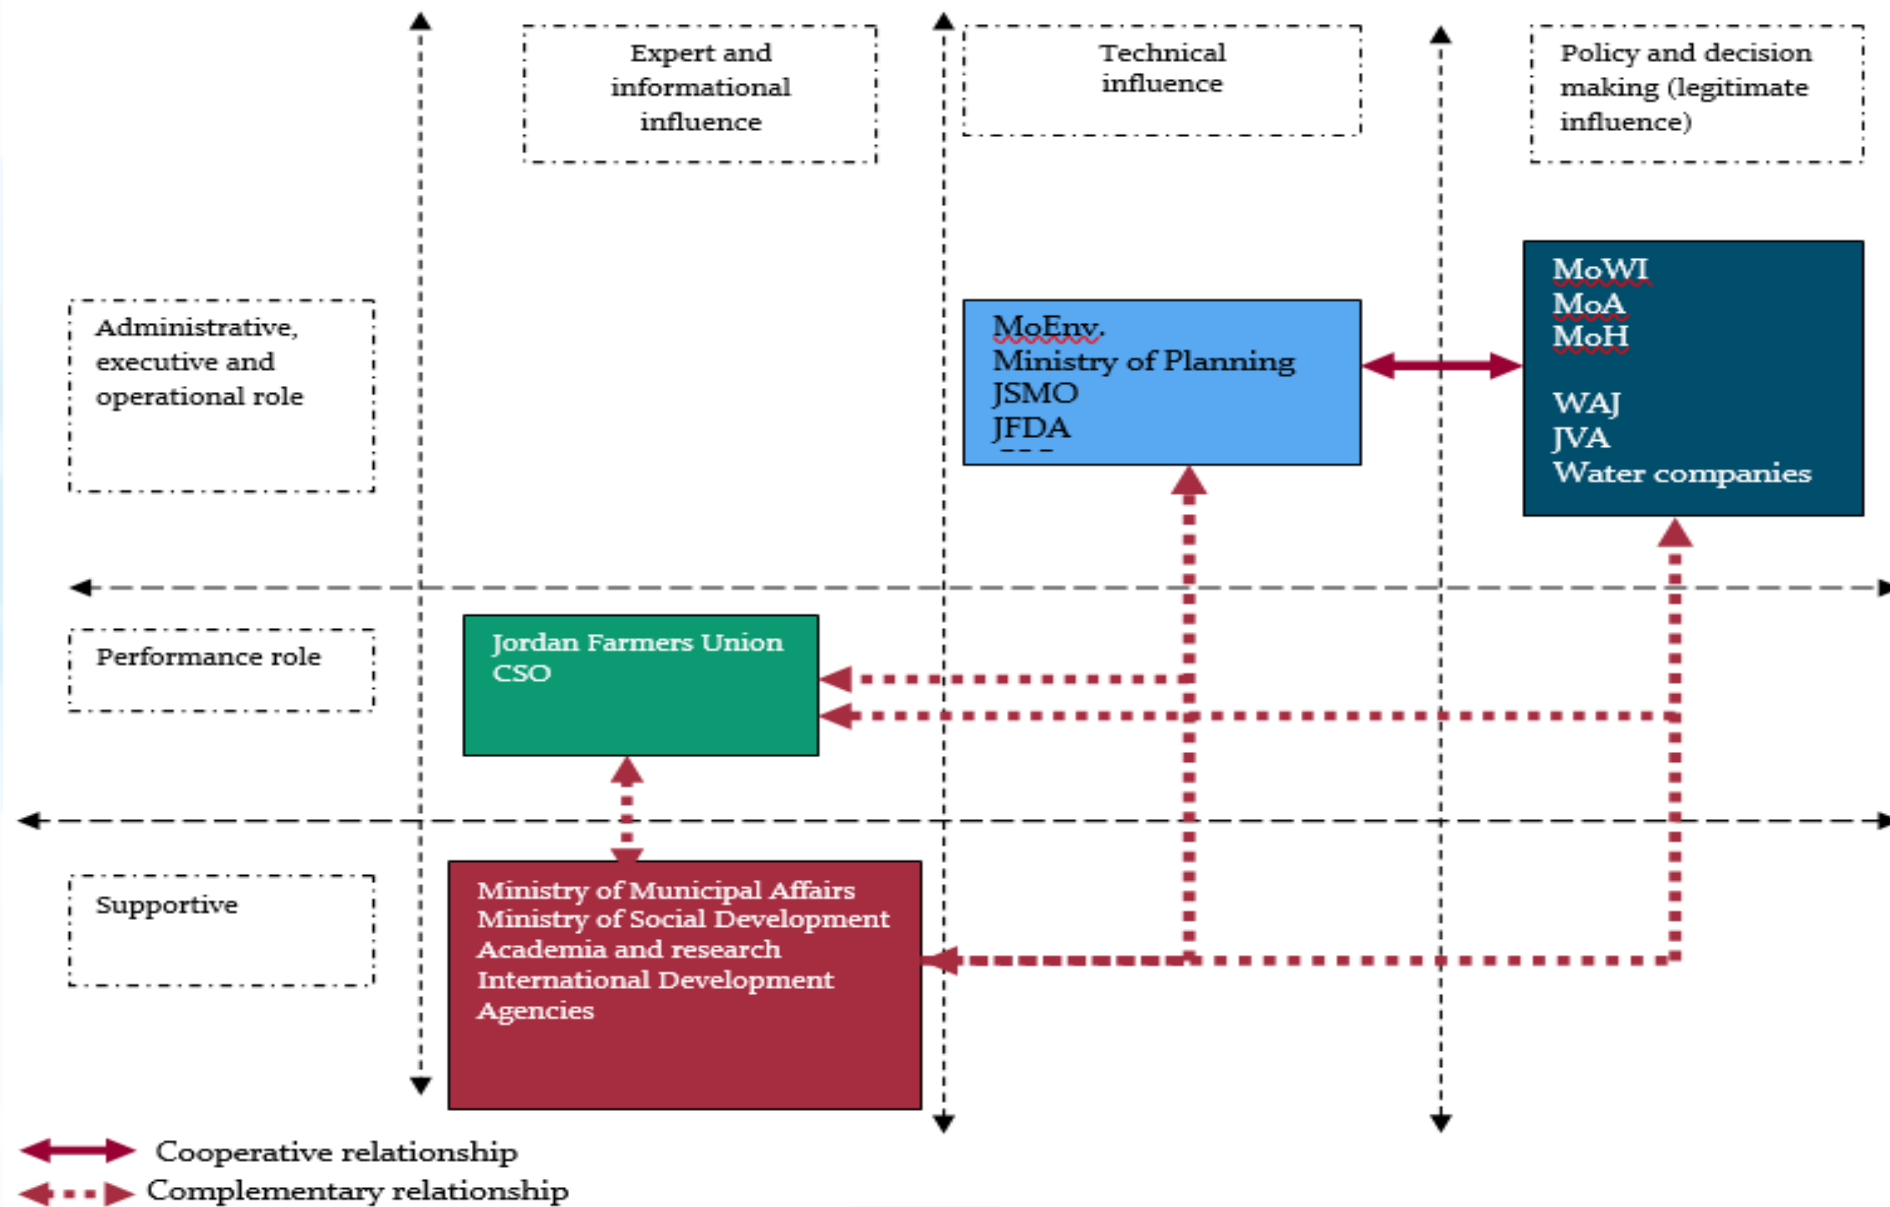 Expert and
informational
influence
Technical
influence
Policy and decision
making (legitimate
influence)
Administrative,
executive and
operational role
MoEnv.
Ministry of Planning
JSMO
JFDA
MoWI
MoA
MoH
WAJ
JVA
Water companies
Performance role
Jordan Farmers Union
CSO
Supportive
Ministry of Municipal Affairs
Ministry of Social Development
Academia and research
International Development
Agencies
Cooperative relationship
Complementary relationship